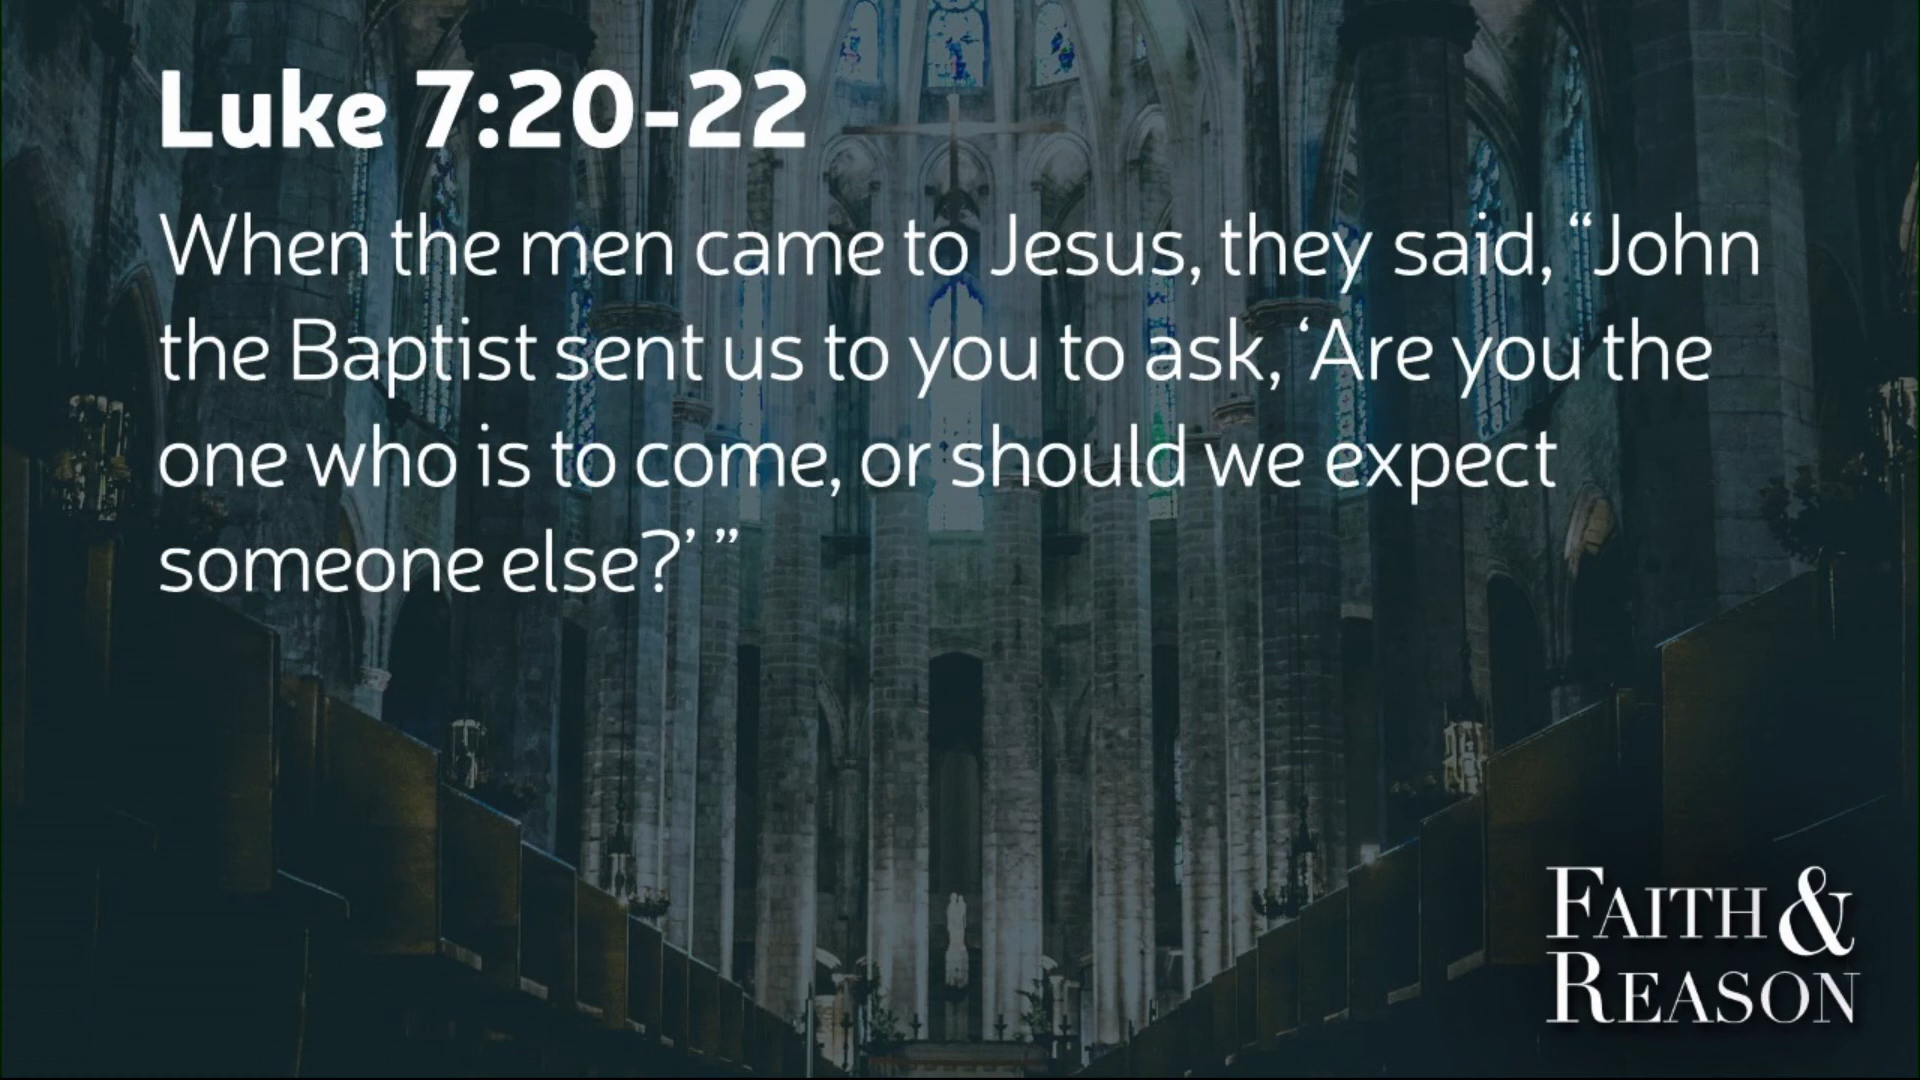 Luke 7:20-22
When the men came to Jesus, they said, “John
the Baptist sent us to you to ask, ‘Are you the
one who is to come, or should we expect
someone else?’ ”
FAITH &
REASON